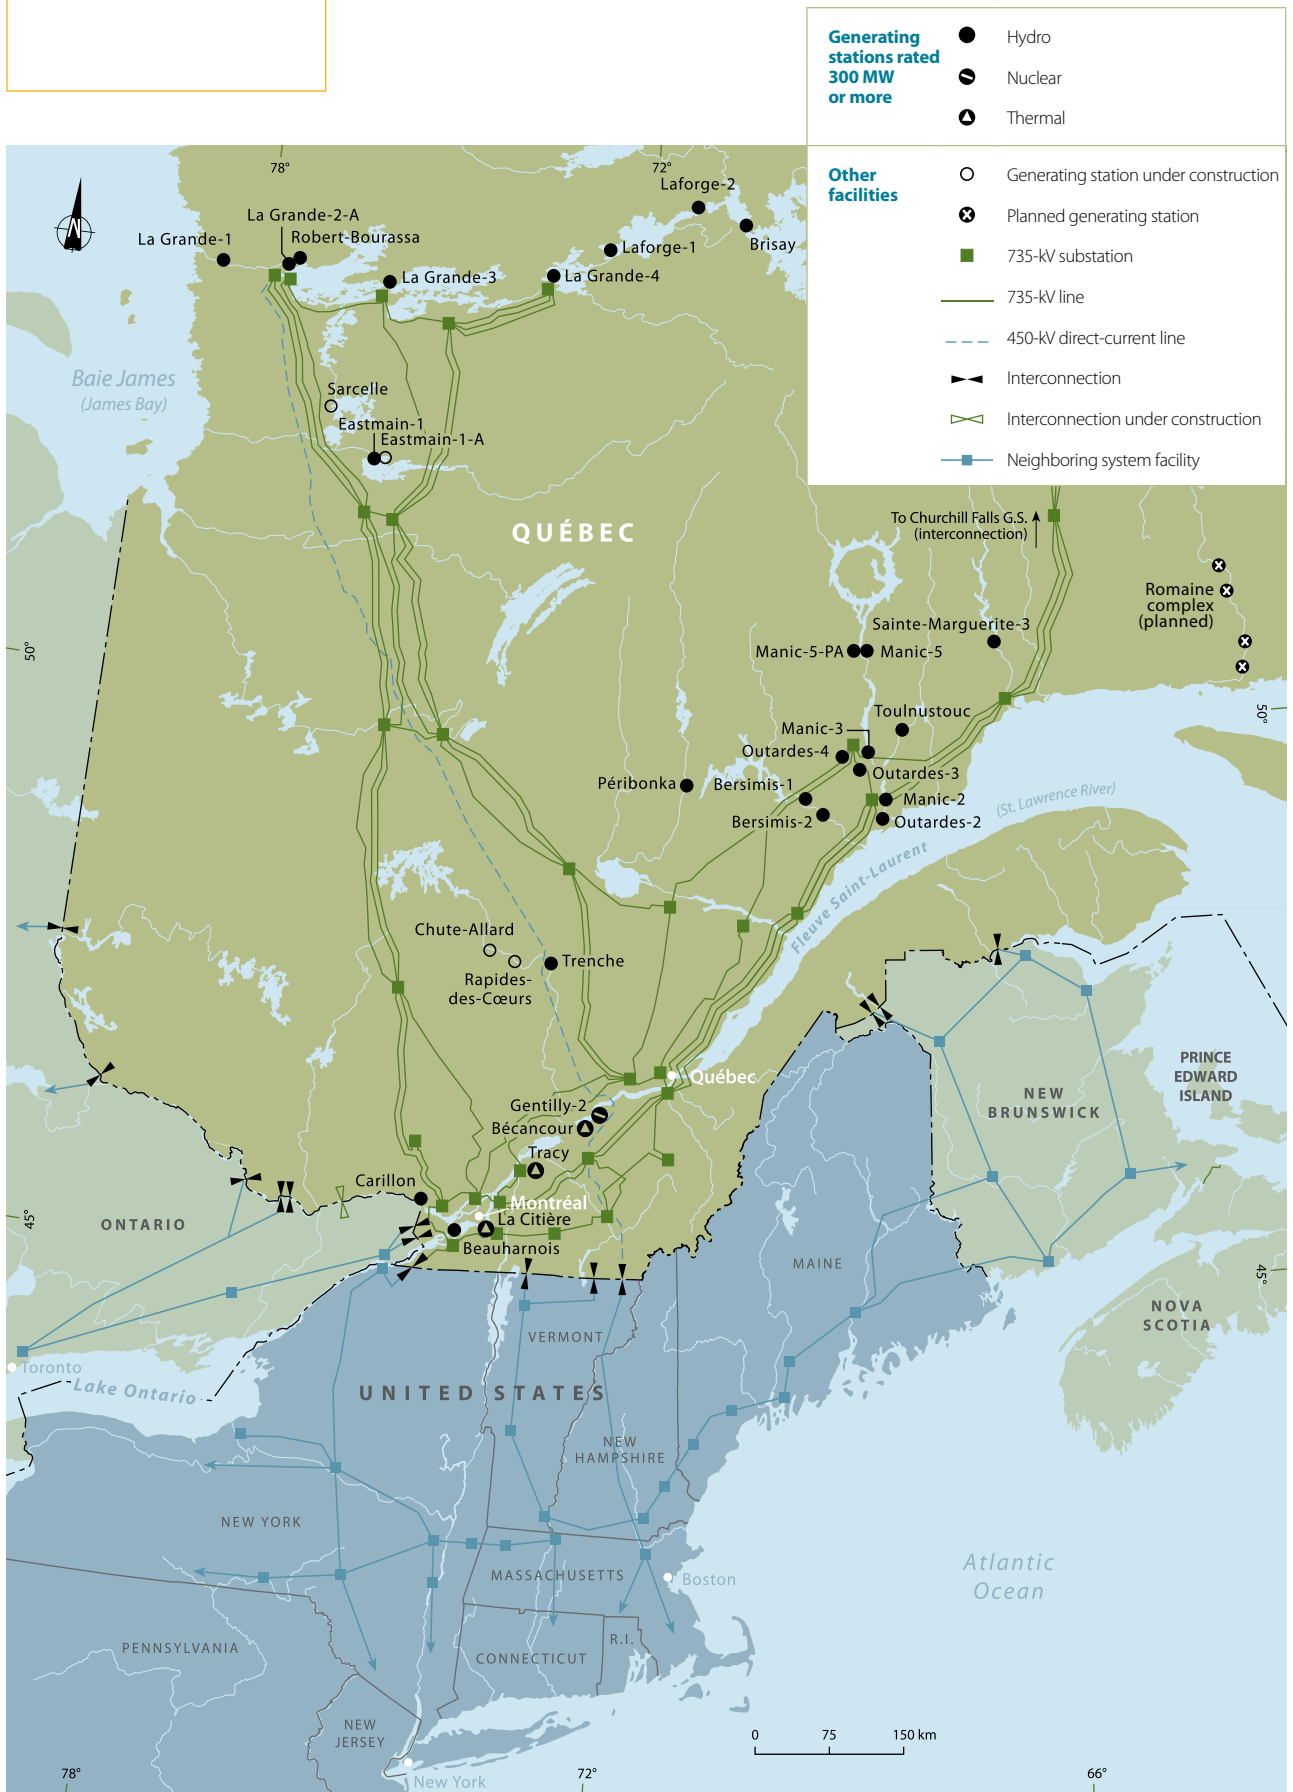 Generating
stations rated
300 MW
or more
Hydro
Nuclear
Thermal
Other
facilities
Generating station under construction
Planned generating station
735-kV substation
735-kV line
450-kV direct-current line
Interconnection
Interconnection under construction
Neighboring system facility
78°
72°
N
Laforge-2
La Grande-2-A
La Grande-1
Robert-Bourassa
Laforge-1
Brisay
La Grande-3
La Grande-4
Baie James
(James Bay)
Sarcelle
Eastmain-1
Eastmain-1-A
QUÉBEC
To Churchill Falls G.S.
(interconnection)
Romaine
complex
(planned)
50°
Sainte-Marguerite-3
Manic-5-PA
Manic-5
Toulnustouc
50°
Manic-3
Outardes-4
Outardes-3
Péribonka
Bersimis-1
Manic-2
Bersimis-2
Outardes-2
(St. Lawrence River)
Fleuve Saint-Laurent
Chute-Allard
Trenche
Rapides-
des-Cœurs
Québec
PRINCE
EDWARD
ISLAND
NEW
BRUNSWICK
Gentilly-2
Bécancour
Tracy
Carillon
Montréal
La Citière
Beauharnois
45°
ONTARIO
MAINE
45°
NOVA
SCOTIA
VERMONT
Toronto
Lake Ontario
UNITED STATES
NEW
HAMPSHIRE
NEW YORK
MASSACHUSETTS
Boston
Atlantic
Ocean
PENNSYLVANIA
R.I.
CONNECTICUT
NEW
JERSEY
0 75 150 km
New York
78°
72°
66°